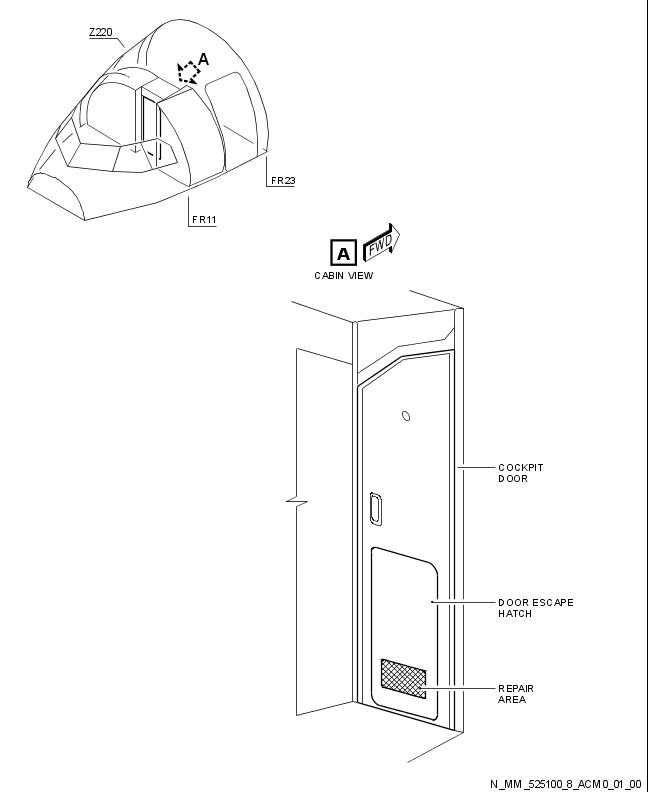 Z220
A
FR23
FR11
A
FWD
CABIN VIEW
COCKPIT
DOOR
DOOR ESCAPE
HATCH
REPAIR
AREA
N_MM_525100_8_ACM0_01_00